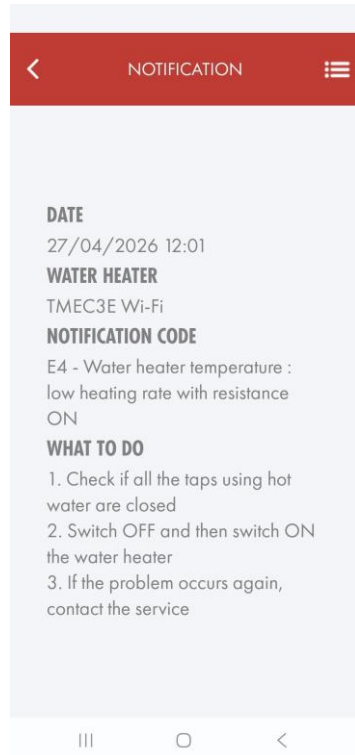 NOTIFICATION
DATE
27/04/2026 12:01
WATER HEATER
TMEC3E Wi-Fi
NOTIFICATION CODE
E4 - Water heater temperature :
low heating rate with resistance
ON
WHAT TO DO
1. Check if all the taps using hot
water are closed
2. Switch OFF and then switch ON
the water heater
3. If the problem occurs again,
contact the service